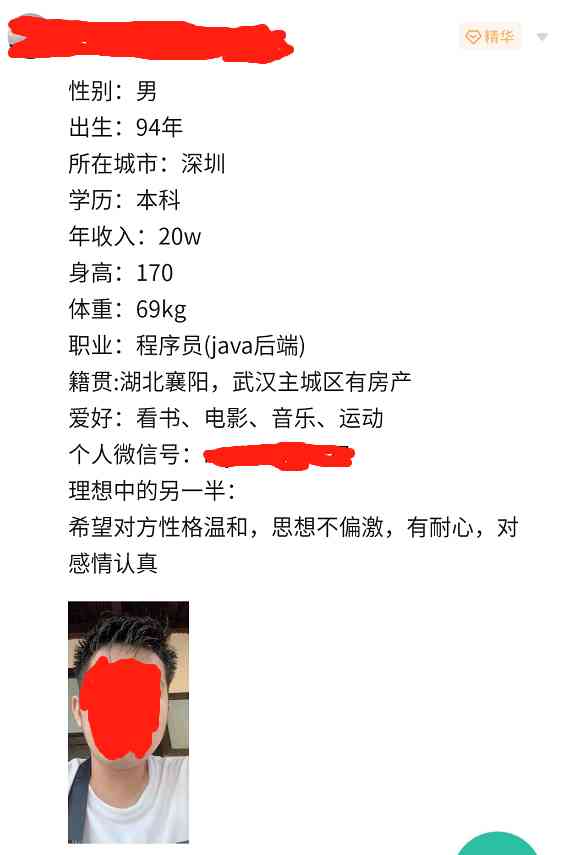 精华
性别：男
出生：94年
所在城市：深圳
学历：本科
年收入：20w
身高：170
体重：69kg
职业：程序员(java后端)
籍贯:湖北襄阳，武汉主城区有房产
爱好：看书、电影、音乐、运动
个人微信号：
理想中的另一半：
希望对方性格温和，思想不偏激，有耐心，对
感情认真